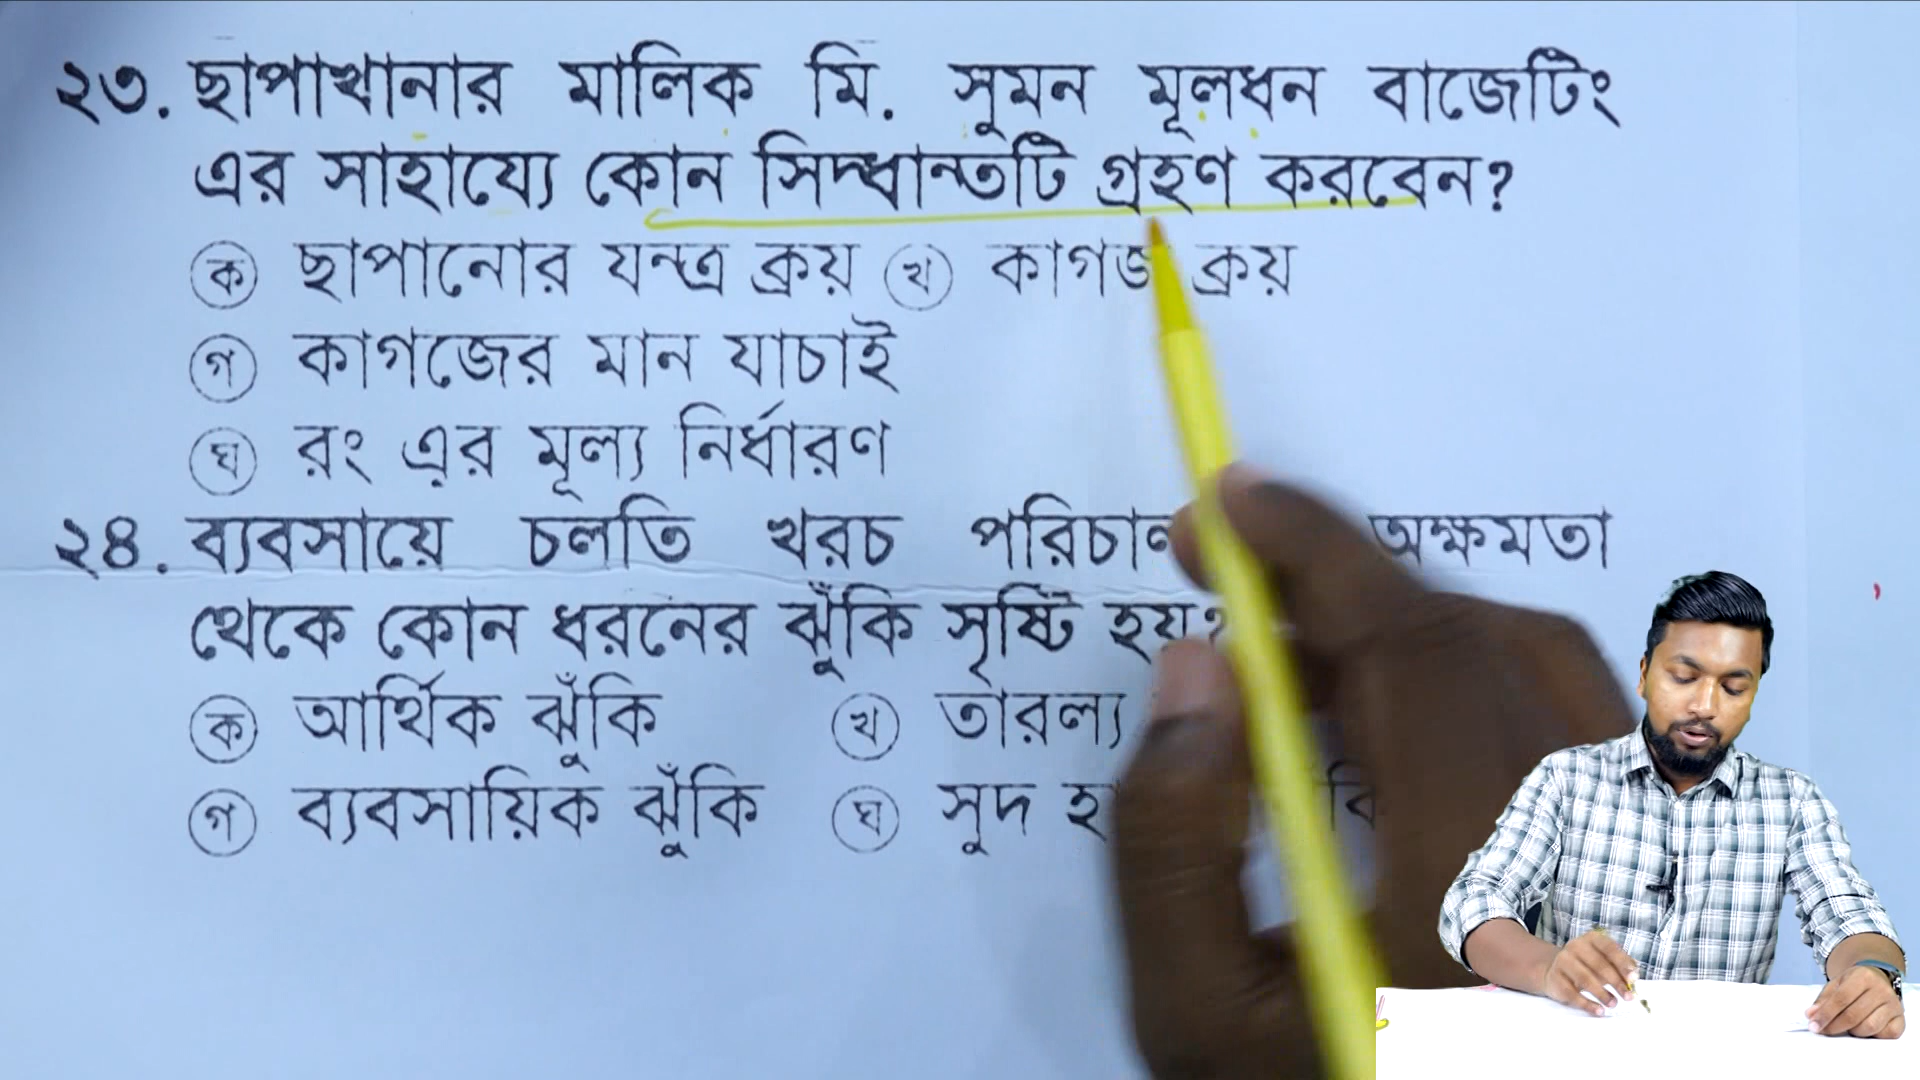 ২৩. ছাপাখানার মালিক মি. সুমন মূলধন বাজেটিং
এর সাহায্যে কোন সিদ্ধান্তটি গ্রহণ করবেন?
ক ছাপানোর যন্ত্র ক্রয় খ কাগজ ক্রয়
গ কাগজের মান যাচাই
ঘ রং এর মূল্য নির্ধারণ
২৪. ব্যবসায়ে চলতি খরচ অক্ষমতা
থেকে কোন ধরনের ঝুঁকি সৃষ্টি হয়?
ক আর্থিক ঝুঁকি খ তারল্য
গ ব্যবসায়িক ঝুঁকি ঘ সুদ